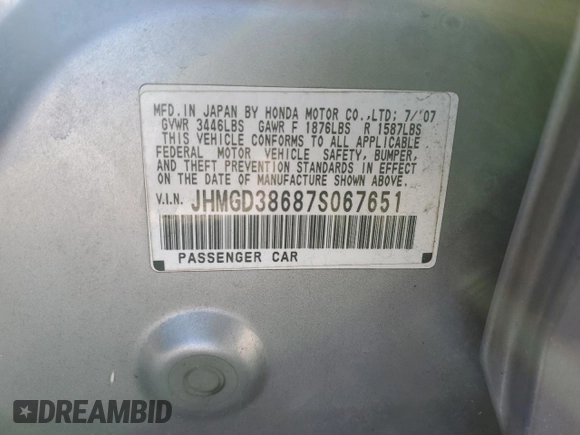 MFD.IN JAPAN BY HONDA MOTOR CO.,LTD; 7/'07
GVWR 3446LBS GAWR F 1876LBS R 1587LBS
THIS VEHICLE CONFORMS TO ALL APPLICABLE
FEDERAL MOTOR VEHICLE SAFETY, BUMPER,
AND THEFT PREVENTION STANDARDS IN EFFECT
ON THE DATE OF MANUFACTURE SHOWN ABOVE.
V.I.N. JHMGD38687S067651
PASSENGER CAR
DREAMBID